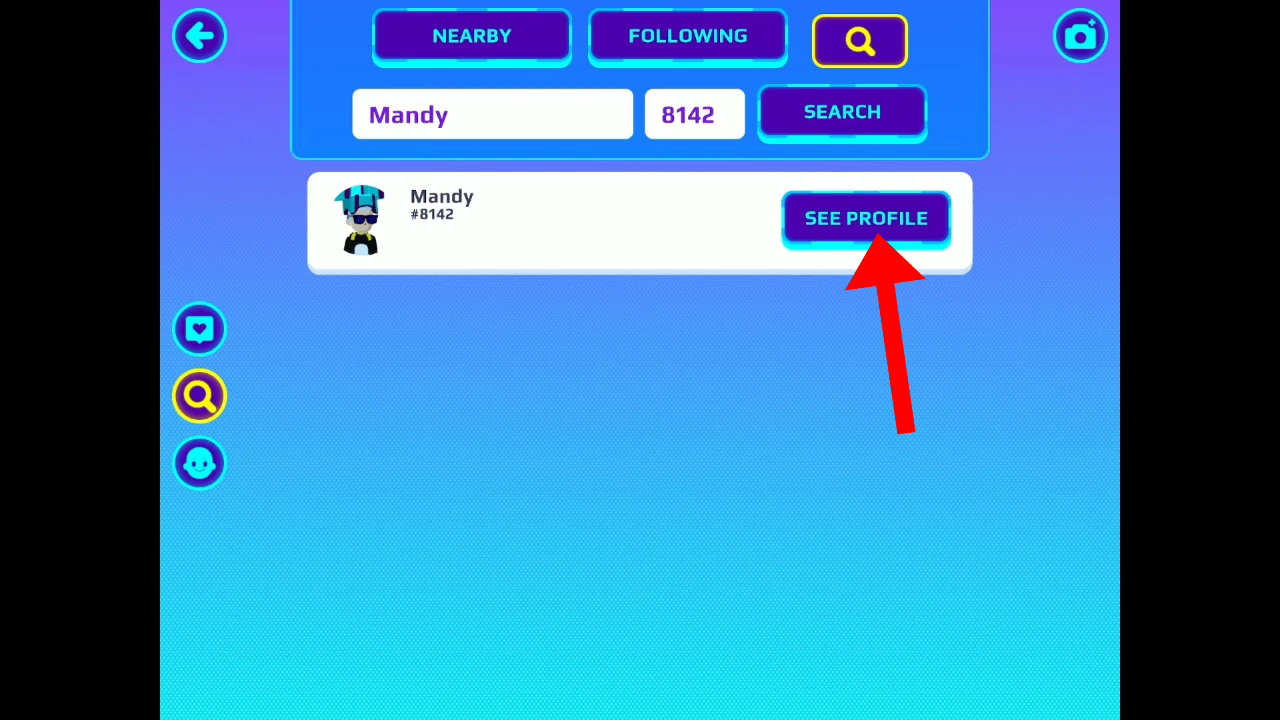 NEARBY
FOLLOWING
Mandy
8142
SEARCH
Mandy
#8142
SEE PROFILE